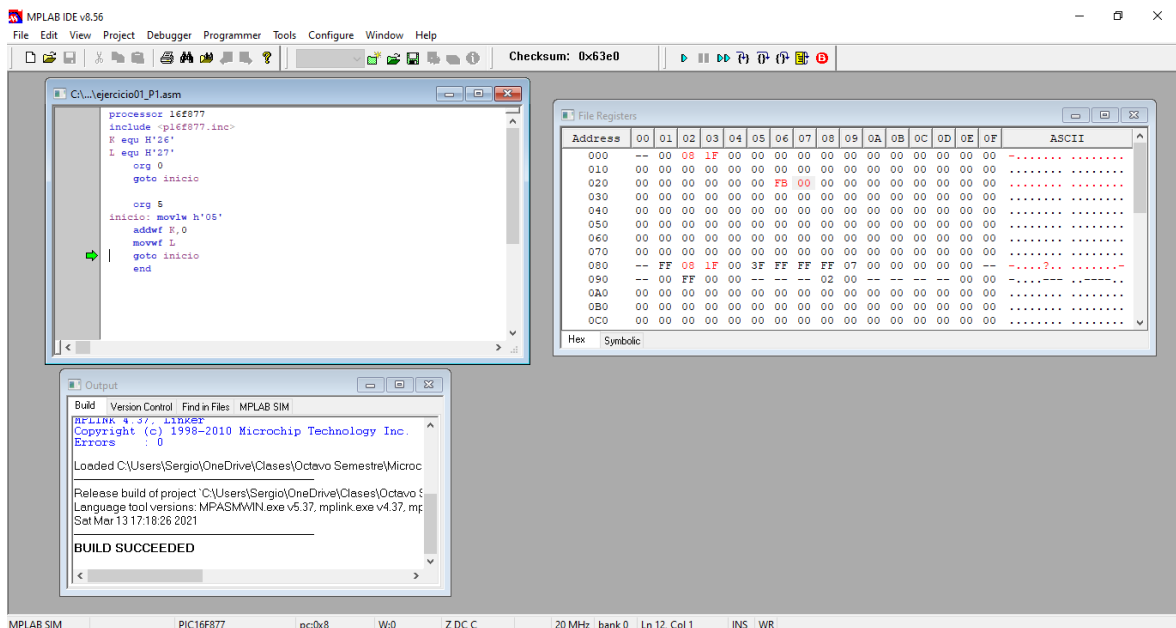 MPLAB IDE v8.56
File Edit View Project Debugger Programmer Tools Configure Window Help
Checksum: 0x63e0
C:\...\ejercicio01_P1.asm
processor 16f877
include <p16f877.inc>
K equ H'26'
L equ H'27'
org 0
goto inicio
org 5
inicio: movlw h'05'
addwf K,0
movwf L
goto inicio
end
File Registers
Address 00 01 02 03 04 05 06 07 08 09 0A 0B 0C 0D 0E 0F ASCII
000 -- 00 08 1F 00 00 00 00 00 00 00 00 00 00 00 00 -....... ........
010 00 00 00 00 00 00 00 00 00 00 00 00 00 00 00 00 ........ ........
020 00 00 00 00 00 00 FB 00 00 00 00 00 00 00 00 00 ........ ........
030 00 00 00 00 00 00 00 00 00 00 00 00 00 00 00 00 ........ ........
040 00 00 00 00 00 00 00 00 00 00 00 00 00 00 00 00 ........ ........
050 00 00 00 00 00 00 00 00 00 00 00 00 00 00 00 00 ........ ........
060 00 00 00 00 00 00 00 00 00 00 00 00 00 00 00 00 ........ ........
070 00 00 00 00 00 00 00 00 00 00 00 00 00 00 00 00 ........ ........
080 -- FF 08 1F 00 3F FF FF FF 07 00 00 00 00 00 -- -....?.. .......-
090 -- 00 FF 00 00 -- -- -- 02 00 -- -- -- -- 00 00 -....--- ..----..
0A0 00 00 00 00 00 00 00 00 00 00 00 00 00 00 00 00 ........ ........
0B0 00 00 00 00 00 00 00 00 00 00 00 00 00 00 00 00 ........ ........
0C0 00 00 00 00 00 00 00 00 00 00 00 00 00 00 00 00 ........ ........
Hex Symbolic
Output
Build Version Control Find in Files MPLAB SIM
MPLINK 4.37, Linker
Copyright (c) 1998-2010 Microchip Technology Inc.
Errors : 0
Loaded C:\Users\Sergio\OneDrive\Clases\Octavo Semestre\Microc
Release build of project `C:\Users\Sergio\OneDrive\Clases\Octavo S
Language tool versions: MPASMWIN.exe v5.37, mplink.exe v4.37, mp
Sat Mar 13 17:18:26 2021
BUILD SUCCEEDED
MPLAB SIM PIC16F877 pc:0x8 W:0 Z DC C 20 MHz bank 0 Ln 12, Col 1 INS WR